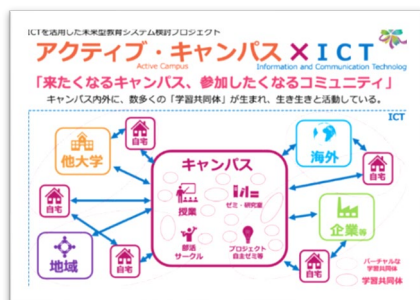 ICTを活用した未来型教育システム検討プロジェクト
アクティブ・キャンパス×ICT
Active Campus
Information and Communication Technolog
「来たくなるキャンパス、参加したくなるコミュニティ」
キャンパス内外に、数多くの「学習共同体」が生まれ、生き生きと活動している。
ICT
他大学
自宅
キャンパス
海外
自宅
自宅
授業
ゼミ・研究室
企業等
地域
自宅
部活
サークル
プロジェクト
自主ゼミ等
自宅
バーチャルな
学習共同体
学習共同体